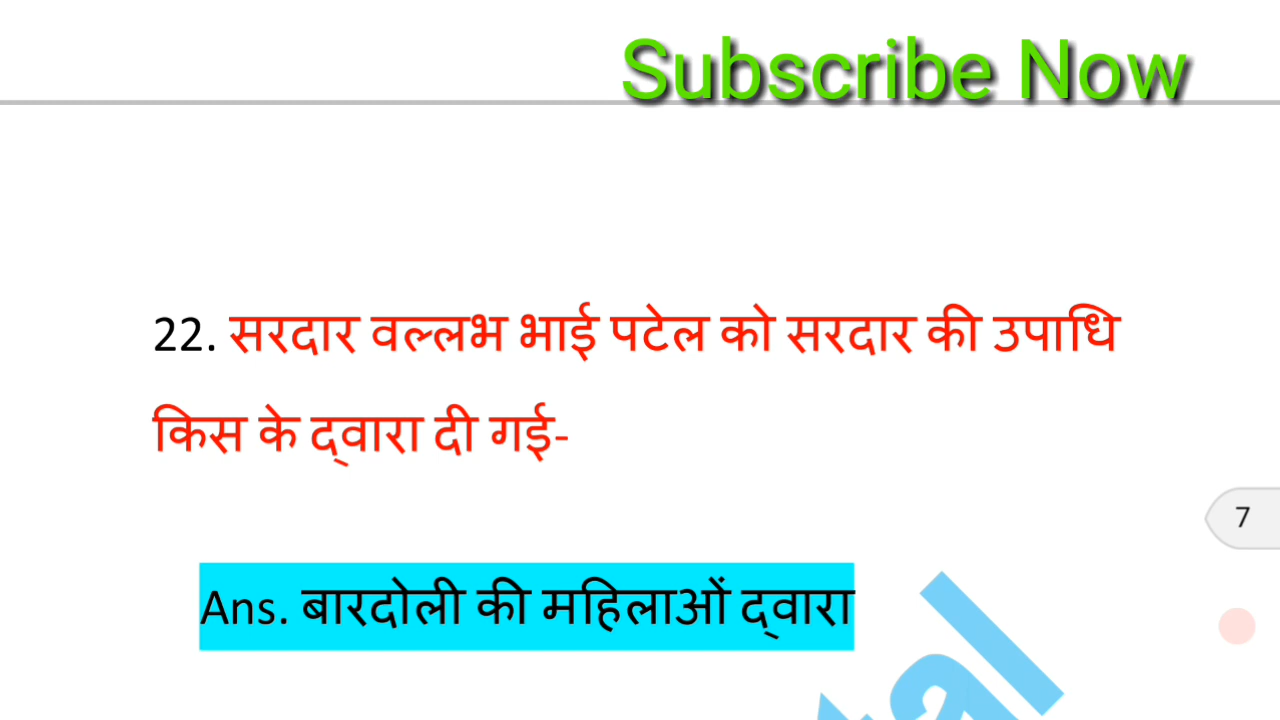 Subscribe Now
22. सरदार वल्लभ भाई पटेल को सरदार की उपाधि
किस के द्वारा दी गई-
7
Ans. बारदोली की महिलाओं द्वारा